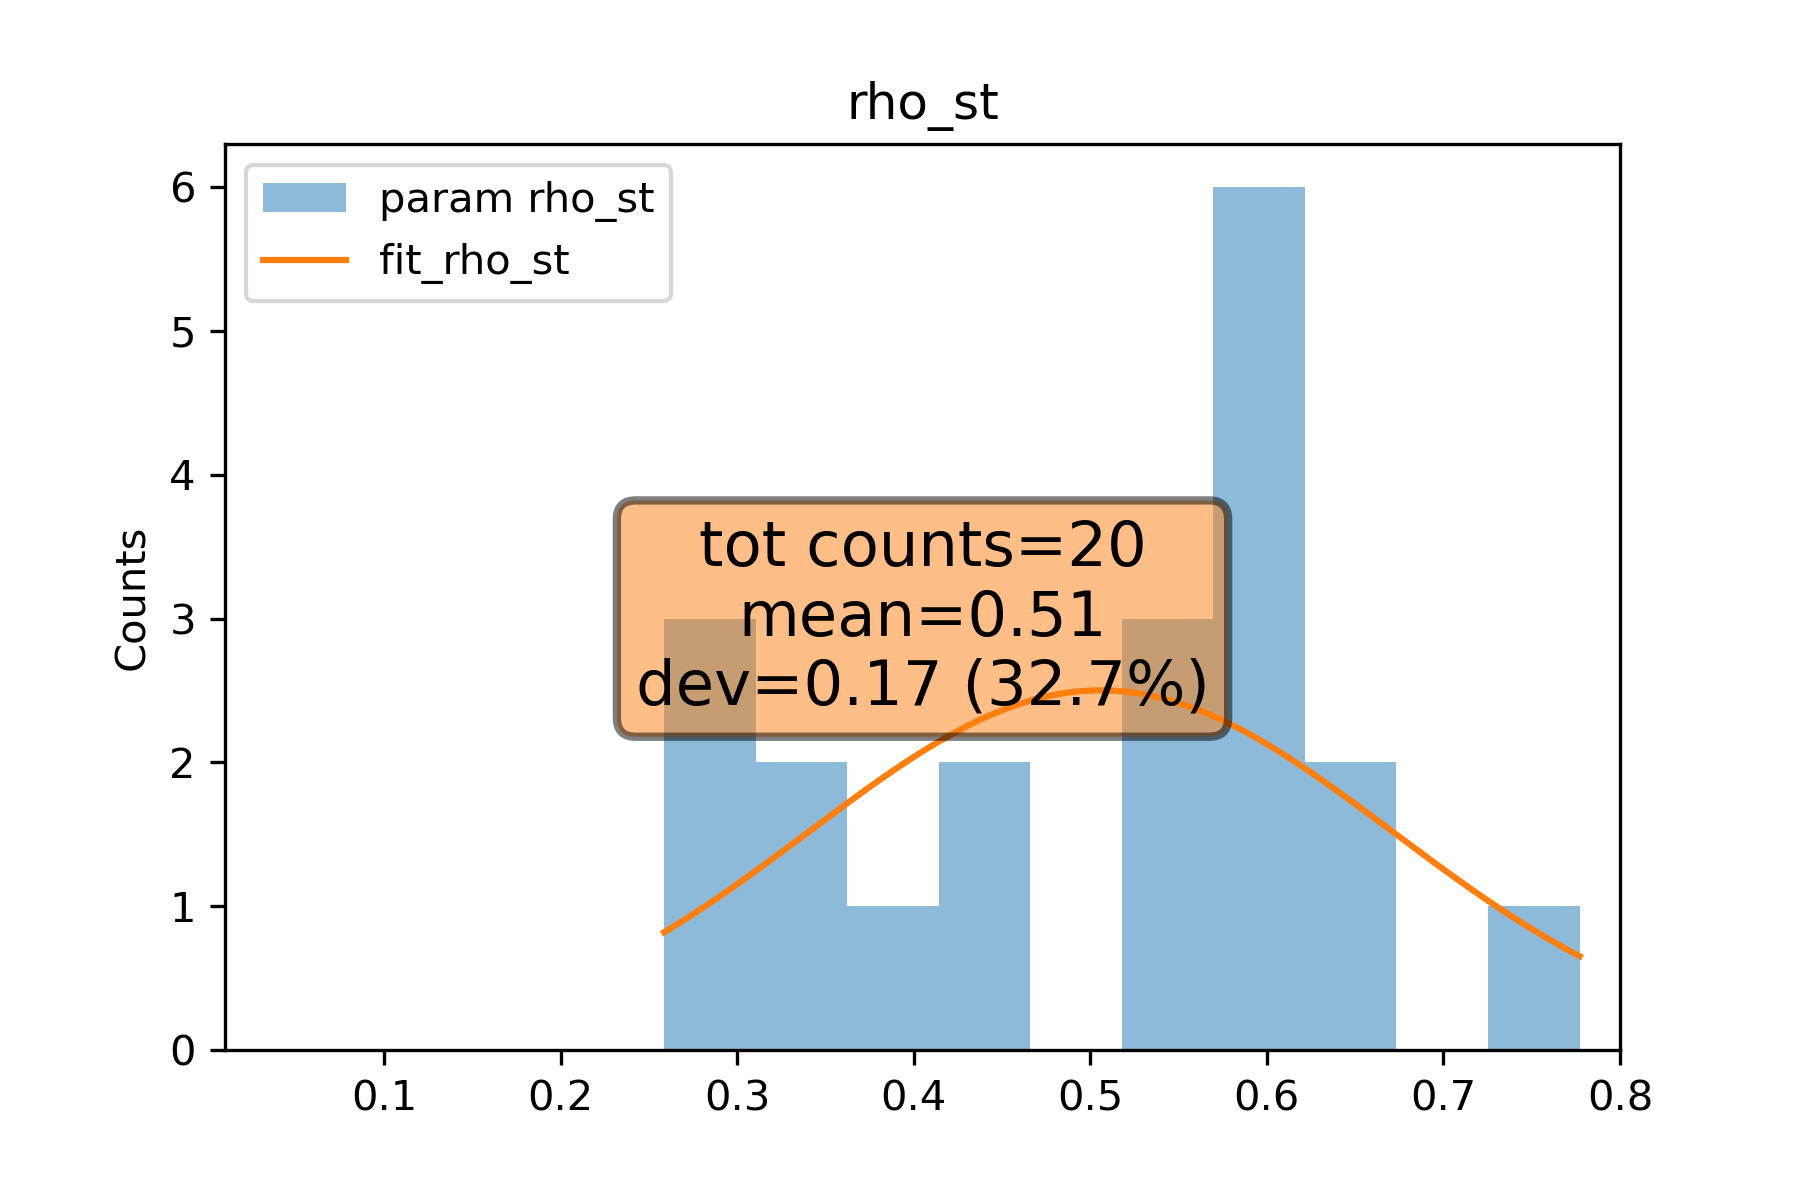 rho_st
param rho_st
fit_rho_st
6
5
4
3
2
1
0
Counts
tot counts=20
mean=0.51
dev=0.17 (32.7%)
0.1 0.2 0.3 0.4 0.5 0.6 0.7 0.8